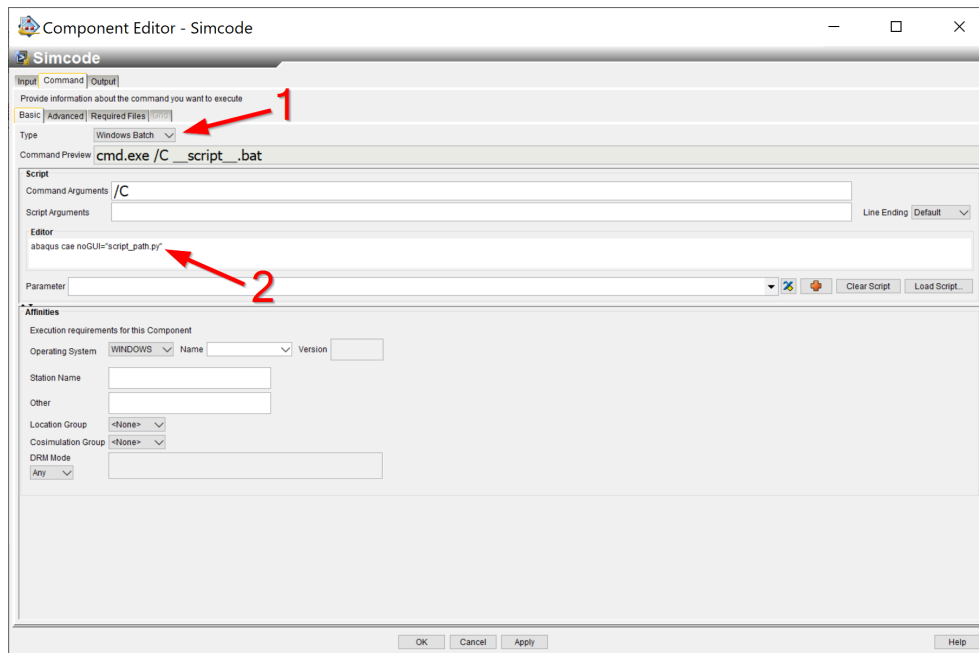 Component Editor - Simcode
Simcode
Input Command Output
Provide information about the command you want to execute
1
Basic Advanced Required Files Grid
Type Windows Batch
Command Preview cmd.exe /C __script__.bat
Script
Command Arguments /C
Script Arguments Line Ending Default
Editor
abaqus cae noGUI="script_path.py"
2
Parameter Clear Script Load Script...
Affinities
Execution requirements for this Component
Operating System WINDOWS Name Version
Station Name
Other
Location Group <None>
Cosimulation Group <None>
DRM Mode
Any
OK Cancel Apply Help